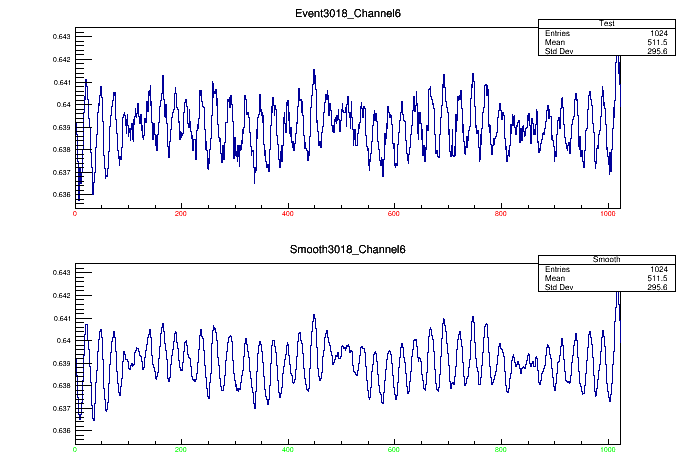 Event3018_Channel6
Test
Entries 1024
Mean 511.5
Std Dev 295.6
0.643
0.642
0.641
0.64
0.639
0.638
0.637
0.636
0 200 400 600 800 1000
Smooth3018_Channel6
Smooth
Entries 1024
Mean 511.5
Std Dev 295.6
0.643
0.642
0.641
0.64
0.639
0.638
0.637
0.636
0 200 400 600 800 1000